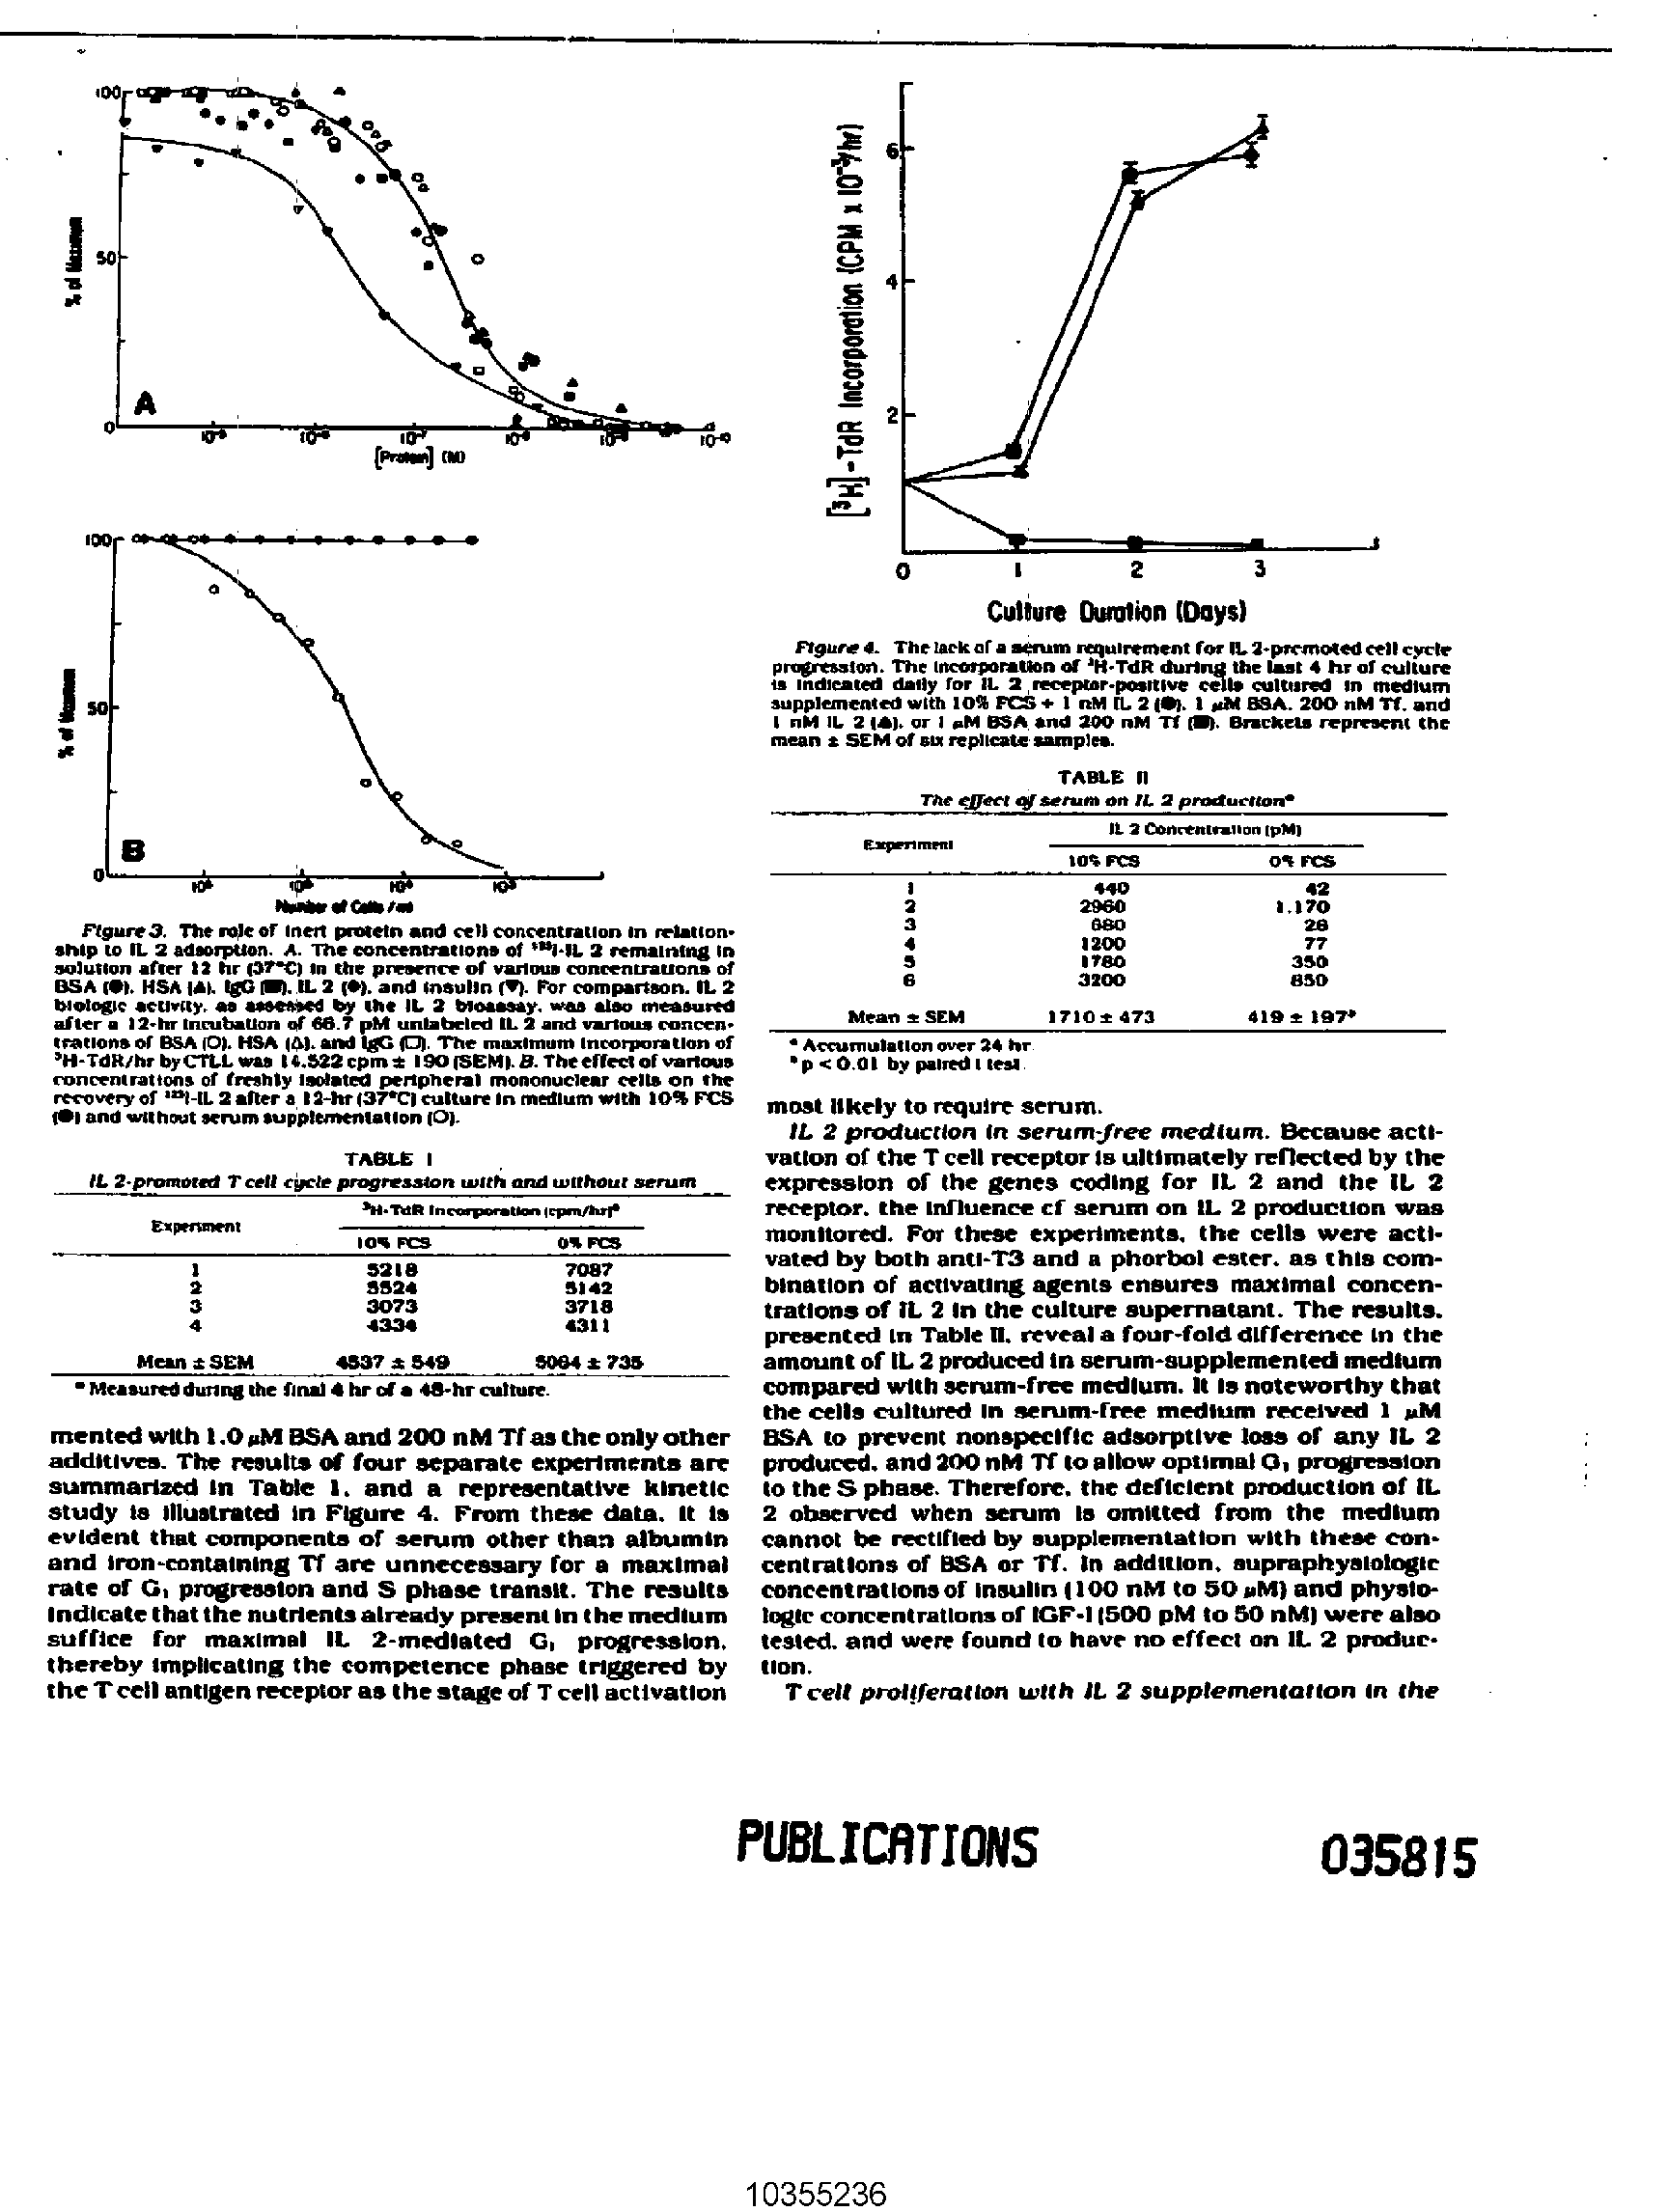 100
50
0
% of Maximum
A
[Protein] (M)
100
50
0
% of Maximum
B
Number of Cells / ml
Figure 3. The role of inert protein and cell concentration in relation-
ship to IL 2 adsorption. A. The concentrations of ¹²⁵I-IL 2 remaining in
solution after 12 hr (37°C) in the presence of various concentrations of
BSA (●). HSA (▲). IgG (■). IL 2 (◆). and insulin (▼). For comparison. IL 2
biologic activity. as assessed by the IL 2 bioassay. was also measured
after a 12-hr incubation of 66.7 pM unlabeled IL 2 and various concen-
trations of BSA (O). HSA (△). and IgG (□). The maximum incorporation of
³H-TdR/hr by CTLL was 14.522 cpm ± 190 (SEM). B. The effect of various
concentrations of freshly isolated peripheral mononuclear cells on the
recovery of ¹²⁵I-IL 2 after a 12-hr (37°C) culture in medium with 10% FCS
(●) and without serum supplementation (O).
TABLE I
IL 2-promoted T cell cycle progression with and without serum
Experiment ³H-TdR Incorporation (cpm/hr)ᵃ
10% FCS 0% FCS
1 5218 7087
2 5524 5142
3 3073 3718
4 4334 4311
Mean ± SEM 4537 ± 549 5064 ± 735
ᵃ Measured during the final 4 hr of a 48-hr culture.
mented with 1.0 μM BSA and 200 nM Tf as the only other
additives. The results of four separate experiments are
summarized in Table I. and a representative kinetic
study is illustrated in Figure 4. From these data. it is
evident that components of serum other than albumin
and iron-containing Tf are unnecessary for a maximal
rate of G₁ progression and S phase transit. The results
indicate that the nutrients already present in the medium
suffice for maximal IL 2-mediated G₁ progression.
thereby implicating the competence phase triggered by
the T cell antigen receptor as the stage of T cell activation
6
4
2
[³H]-TdR Incorporation (CPM x 10⁻³/hr)
0 1 2 3
Culture Duration (Days)
Figure 4. The lack of a serum requirement for IL 2-promoted cell cycle
progression. The incorporation of ³H-TdR during the last 4 hr of culture
is indicated daily for IL 2 receptor-positive cells cultured in medium
supplemented with 10% FCS + 1 nM IL 2 (●). 1 μM BSA. 200 nM Tf. and
1 nM IL 2 (▲). or 1 μM BSA and 200 nM Tf (■). Brackets represent the
mean ± SEM of six replicate samples.
TABLE II
The effect of serum on IL 2 productionᵃ
Experiment IL 2 Concentration (pM)
10% FCS 0% FCS
1 440 42
2 2960 1.170
3 680 26
4 1200 77
5 1780 350
6 3200 850
Mean ± SEM 1710 ± 473 419 ± 197ᵇ
ᵃ Accumulation over 24 hr.
ᵇ p < 0.01 by paired t test.
most likely to require serum.
IL 2 production in serum-free medium. Because acti-
vation of the T cell receptor is ultimately reflected by the
expression of the genes coding for IL 2 and the IL 2
receptor. the influence of serum on IL 2 production was
monitored. For these experiments. the cells were acti-
vated by both anti-T3 and a phorbol ester. as this com-
bination of activating agents ensures maximal concen-
trations of IL 2 in the culture supernatant. The results.
presented in Table II. reveal a four-fold difference in the
amount of IL 2 produced in serum-supplemented medium
compared with serum-free medium. It is noteworthy that
the cells cultured in serum-free medium received 1 μM
BSA to prevent nonspecific adsorptive loss of any IL 2
produced. and 200 nM Tf to allow optimal G₁ progression
to the S phase. Therefore. the deficient production of IL
2 observed when serum is omitted from the medium
cannot be rectified by supplementation with these con-
centrations of BSA or Tf. In addition, supraphysiologic
concentrations of insulin (100 nM to 50 μM) and physio-
logic concentrations of IGF-I (500 pM to 50 nM) were also
tested. and were found to have no effect on IL 2 produc-
tion.
T cell proliferation with IL 2 supplementation in the
PUBLICATIONS 035815
10355236